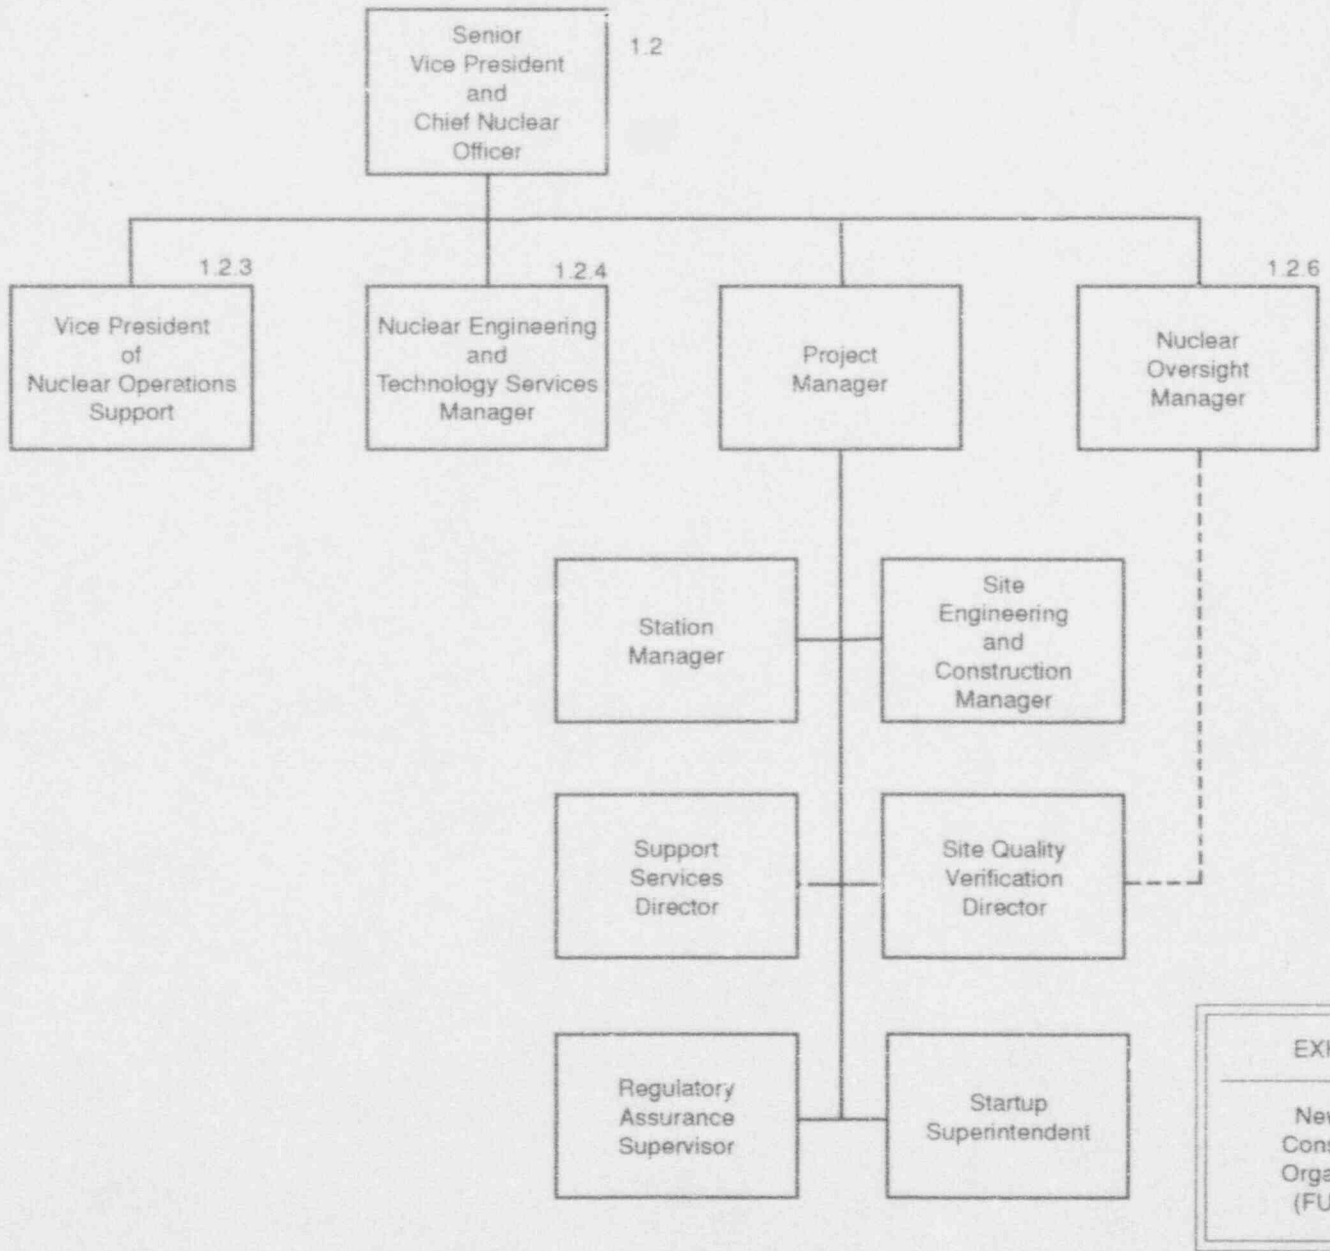 Senior
Vice President
and
Chief Nuclear
Officer
1.2
1.2.3
Vice President
of
Nuclear Operations
Support
1.2.4
Nuclear Engineering
and
Technology Services
Manager
Project
Manager
1.2.6
Nuclear
Oversight
Manager
Station
Manager
Site
Engineering
and
Construction
Manager
Support
Services
Director
Site Quality
Verification
Director
Regulatory
Assurance
Supervisor
Startup
Superintendent